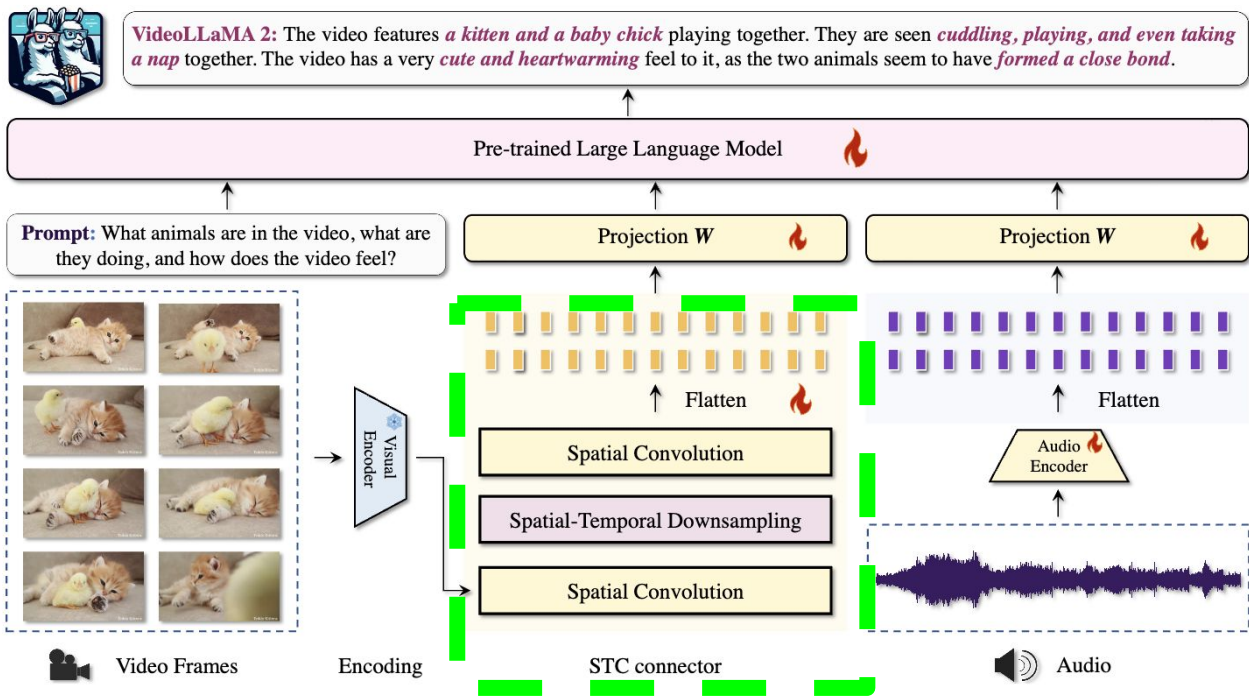 VideoLLaMA 2: The video features a kitten and a baby chick playing together. They are seen cuddling, playing, and even taking
a nap together. The video has a very cute and heartwarming feel to it, as the two animals seem to have formed a close bond.
Pre-trained Large Language Model
Prompt: What animals are in the video, what are
they doing, and how does the video feel?
Projection W
Projection W
Flatten
Flatten
Visual
Encoder
Spatial Convolution
Audio
Encoder
Spatial-Temporal Downsampling
Spatial Convolution
Video Frames
Encoding
STC connector
Audio